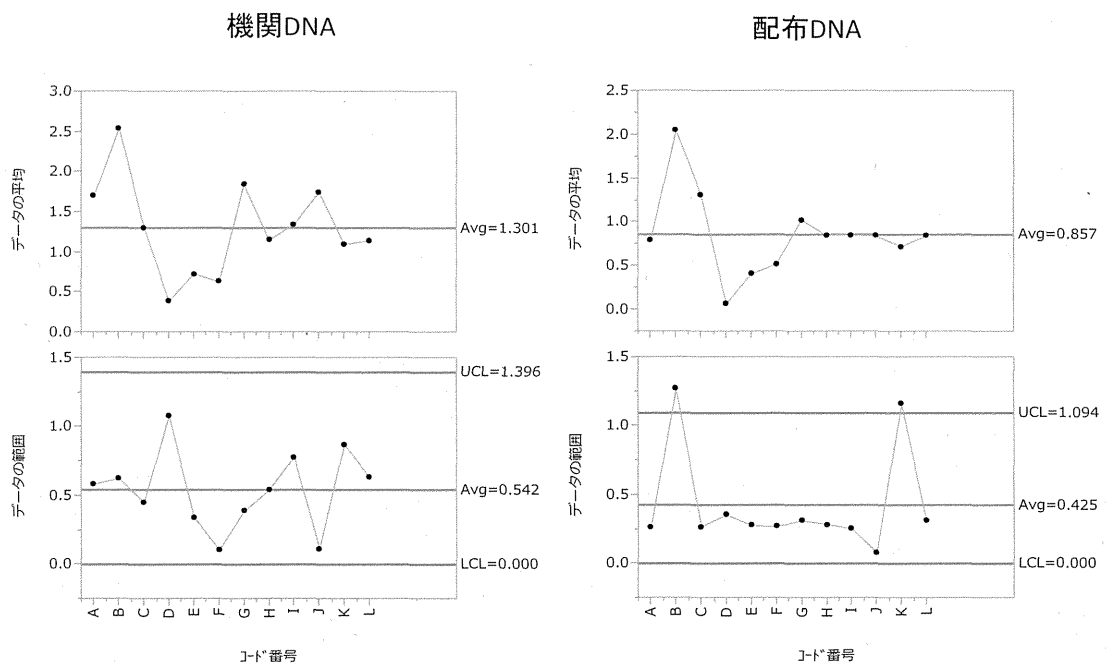 機関DNA
3.0
2.5
2.0
1.5
1.0
0.5
0.0
データの平均
Avg=1.301
1.5
1.0
0.5
0.0
データの範囲
UCL=1.396
Avg=0.542
LCL=0.000
A B C D E F G H I J K L
コード番号
配布DNA
2.5
2.0
1.5
1.0
0.5
0.0
データの平均
Avg=0.857
1.5
1.0
0.5
0.0
データの範囲
UCL=1.094
Avg=0.425
LCL=0.000
A B C D E F G H I J K L
コード番号